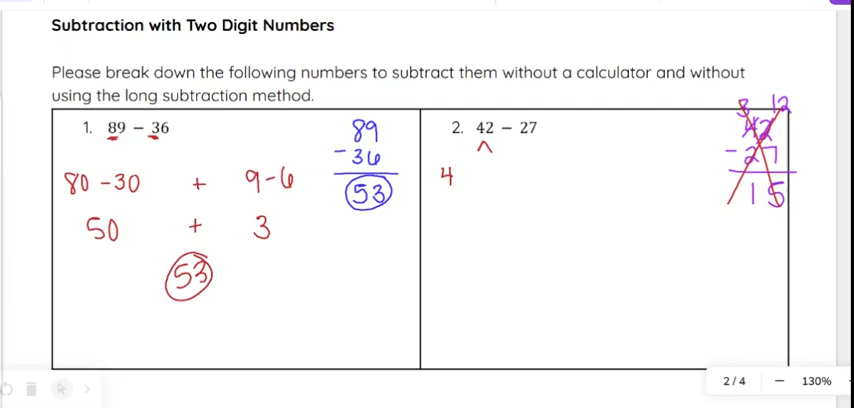 Subtraction with Two Digit Numbers
Please break down the following numbers to subtract them without a calculator and without
using the long subtraction method.
1. 89 − 36
80 - 30 + 9 - 6
50 + 3
53
89
- 36
53
2. 42 − 27
4
3 12
42
- 27
15
2 / 4 − 130%